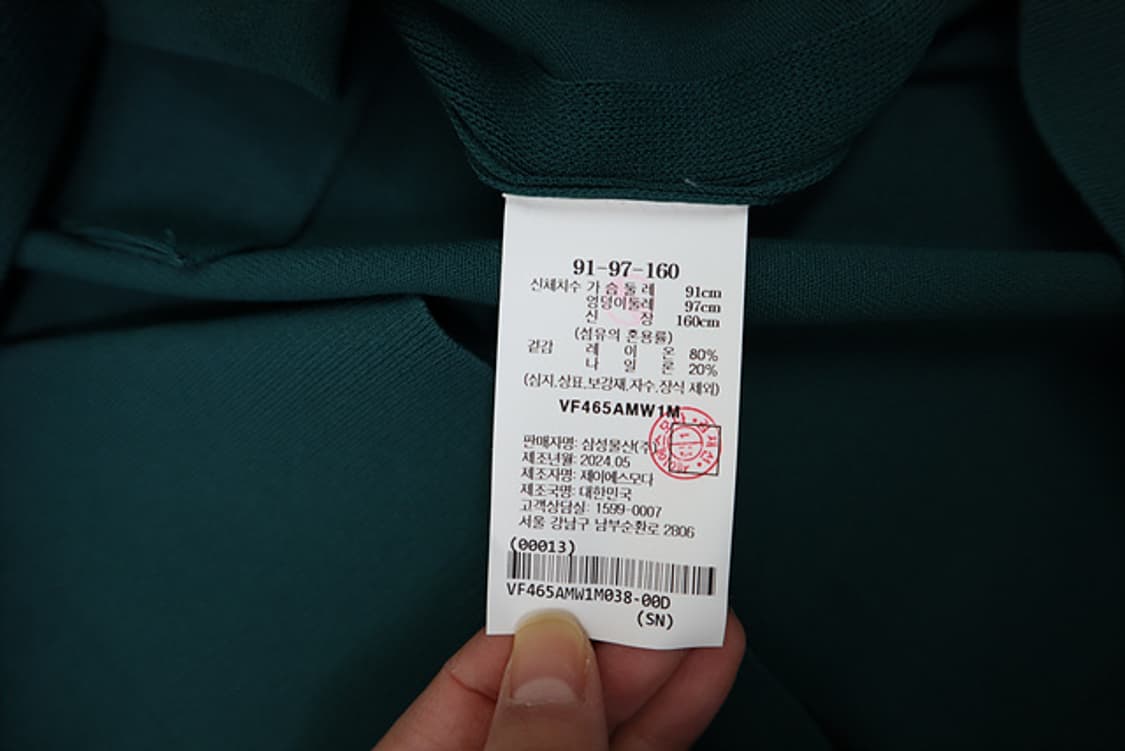 91-97-160
신체치수 가슴둘레 91cm
엉덩이둘레 97cm
신장 160cm
(섬유의 혼용률)
겉감 레이온 80%
나일론 20%
(심지,상표,보강재,자수,장식 제외)
VF465AMW1M
판매자명: 삼성물산(주)
제조년월: 2024.05
제조자명: 제이에스모다
제조국명: 대한민국
고객상담실: 1599-0007
서울 강남구 남부순환로 2806
(00013)
VF465AMW1M038-00D
(SN)